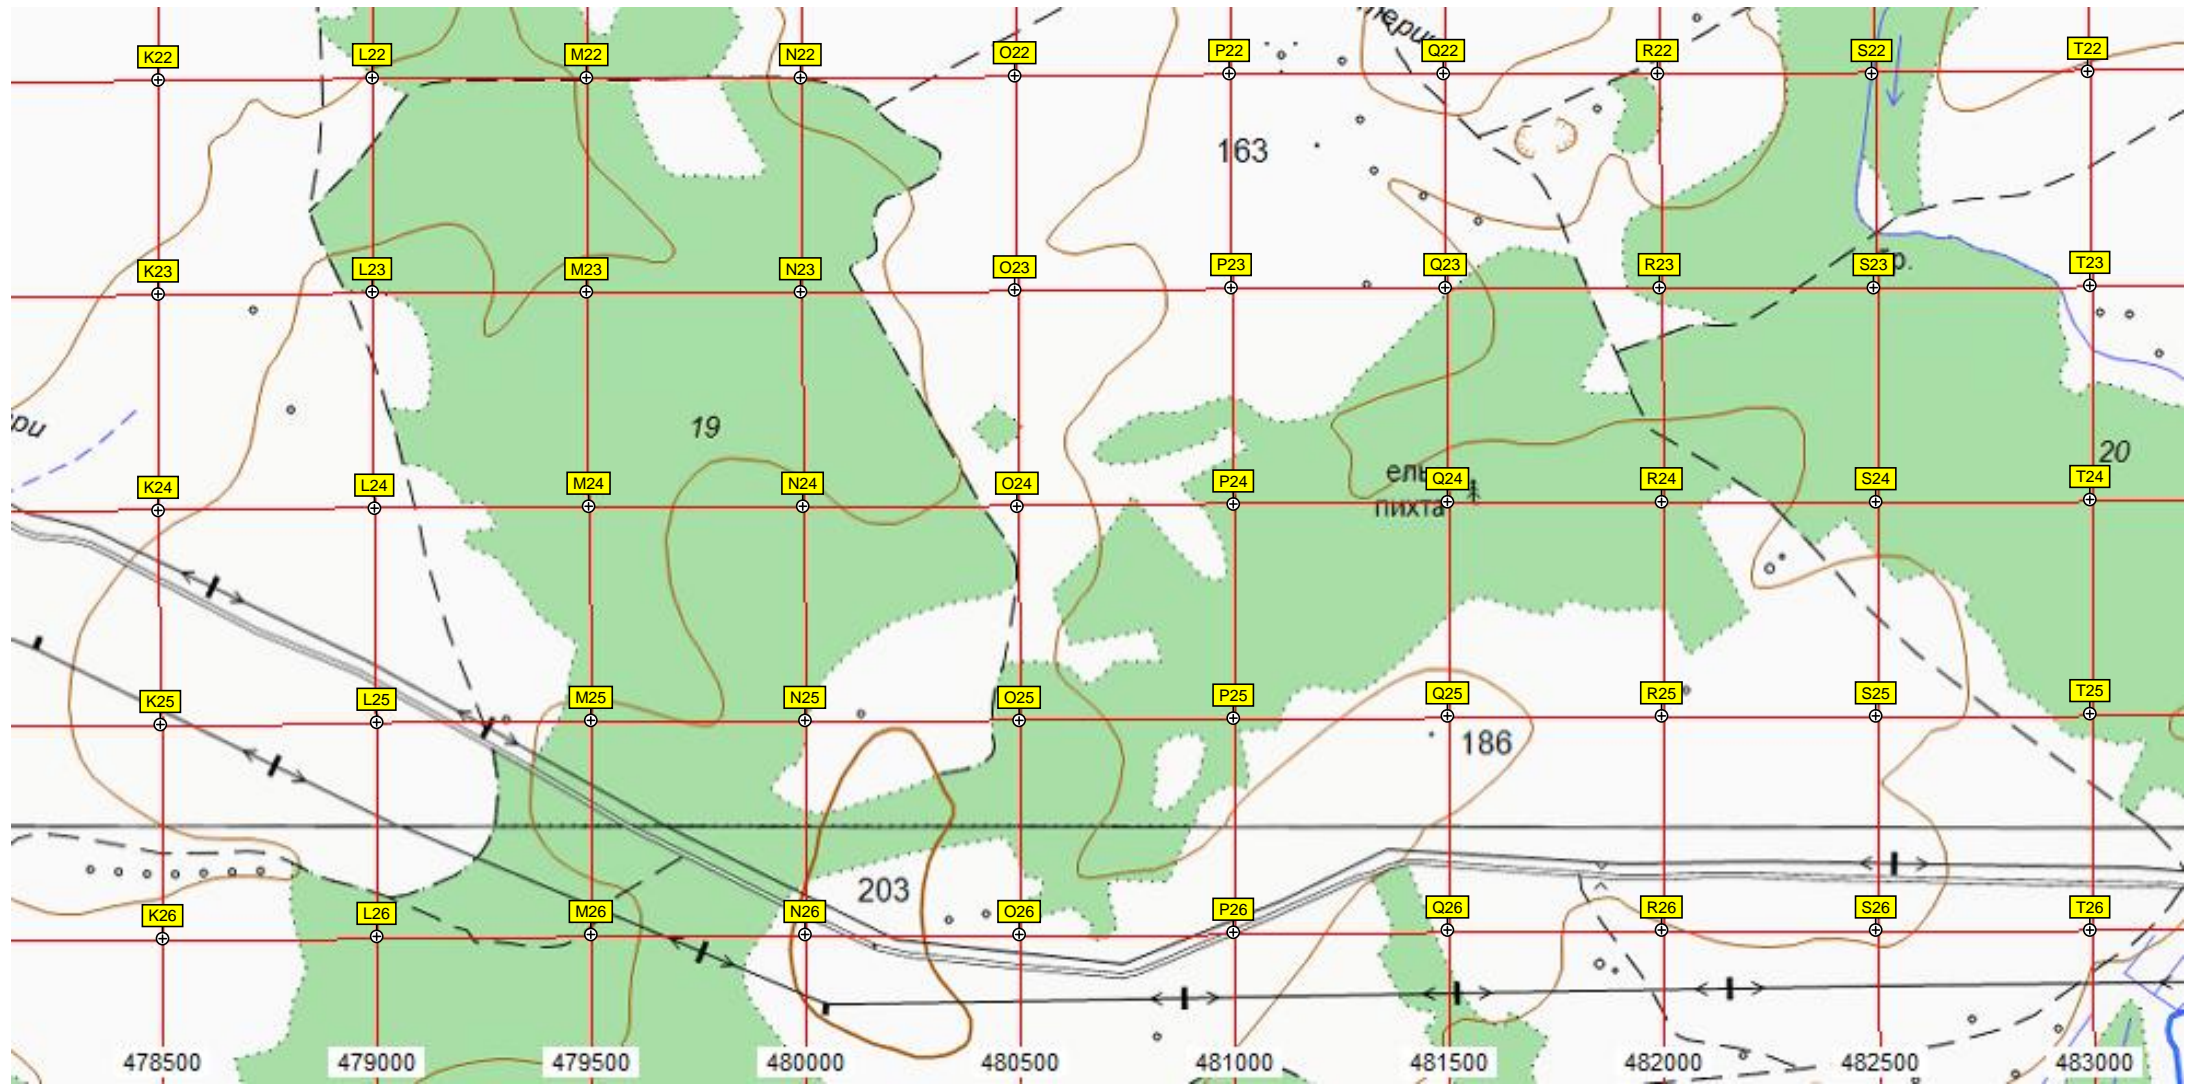 K22 L22 M22 N22 O22 P22 Q22 R22 S22 T22
163
K23 L23 M23 N23 O23 P23 Q23 R23 S23 T23
р.
ри
19
20
ель
пихта
K24 L24 M24 N24 O24 P24 Q24 R24 S24 T24
K25 L25 M25 N25 O25 P25 Q25 R25 S25 T25
186
203
K26 L26 M26 N26 O26 P26 Q26 R26 S26 T26
478500 479000 479500 480000 480500 481000 481500 482000 482500 483000